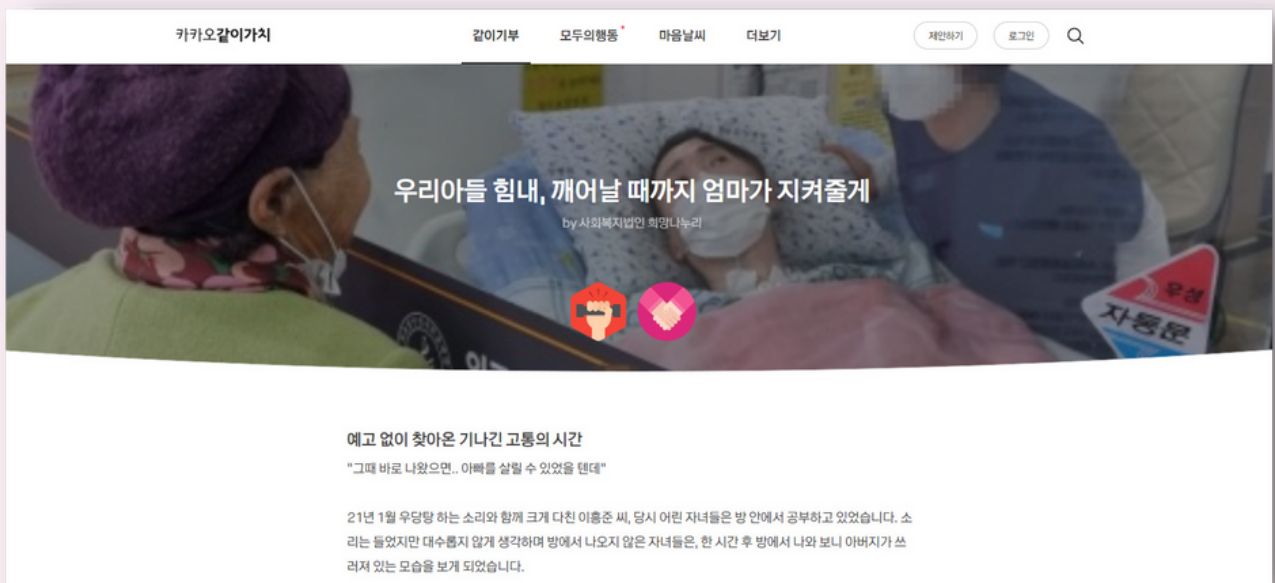 카카오같이가치
같이기부 모두의행동 마음날씨 더보기
제안하기 로그인
우리아들 힘내, 깨어날 때까지 엄마가 지켜줄게
by 사회복지법인 희망나누리
우성
자동문
예고 없이 찾아온 기나긴 고통의 시간
"그때 바로 나왔으면.. 아빠를 살릴 수 있었을 텐데"
21년 1월 우당탕 하는 소리와 함께 크게 다친 이홍준 씨, 당시 어린 자녀들은 방 안에서 공부하고 있었습니다. 소
리는 들었지만 대수롭지 않게 생각하며 방에서 나오지 않은 자녀들은, 한 시간 후 방에서 나와 보니 아버지가 쓰
러져 있는 모습을 보게 되었습니다.